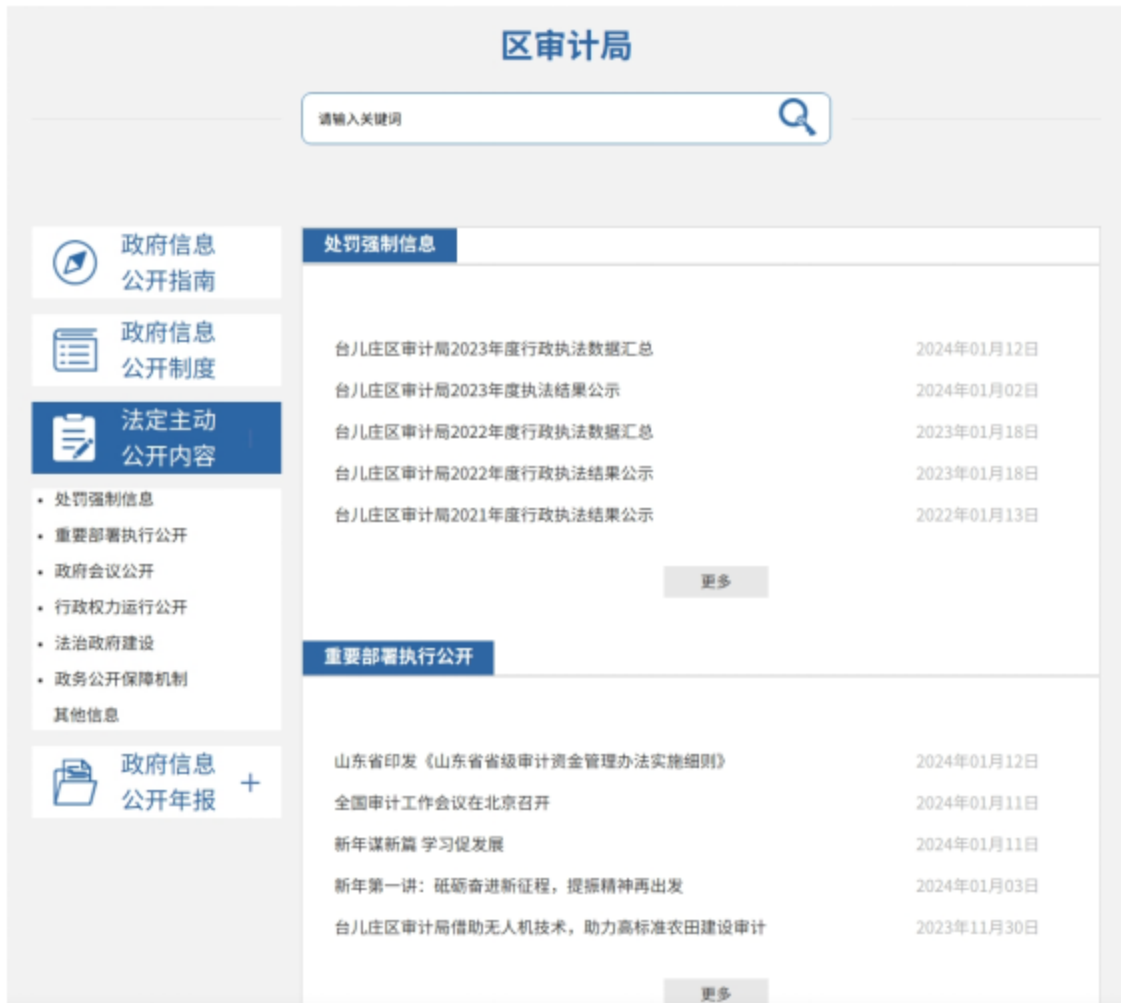 区审计局
请输入关键词
政府信息
公开指南
政府信息
公开制度
法定主动
公开内容
• 处罚强制信息
• 重要部署执行公开
• 政府会议公开
• 行政权力运行公开
• 法治政府建设
• 政务公开保障机制
其他信息
政府信息
公开年报 +
处罚强制信息
台儿庄区审计局2023年度行政执法数据汇总 2024年01月12日
台儿庄区审计局2023年度执法结果公示 2024年01月02日
台儿庄区审计局2022年度行政执法数据汇总 2023年01月18日
台儿庄区审计局2022年度行政执法结果公示 2023年01月18日
台儿庄区审计局2021年度行政执法结果公示 2022年01月13日
更多
重要部署执行公开
山东省印发《山东省省级审计资金管理办法实施细则》 2024年01月12日
全国审计工作会议在北京召开 2024年01月11日
新年谋新篇 学习促发展 2024年01月11日
新年第一讲：砥砺奋进新征程，提振精神再出发 2024年01月03日
台儿庄区审计局借助无人机技术，助力高标准农田建设审计 2023年11月30日
更多